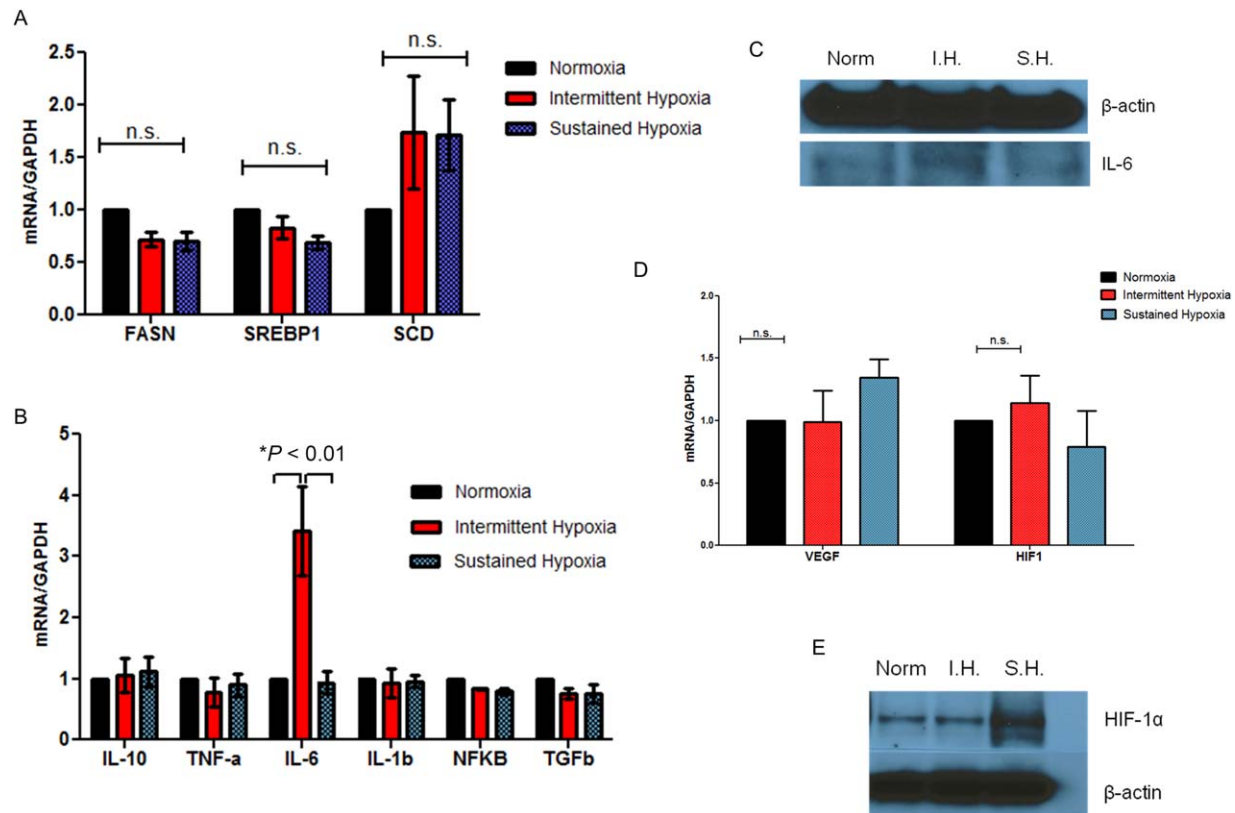 A
2.5
2.0
1.5
1.0
0.5
0.0
mRNA/GAPDH
n.s.
n.s.
n.s.
Normoxia
Intermittent Hypoxia
Sustained Hypoxia
FASN SREBP1 SCD
B
5
4
3
2
1
0
mRNA/GAPDH
*P < 0.01
Normoxia
Intermittent Hypoxia
Sustained Hypoxia
IL-10 TNF-a IL-6 IL-1b NFKB TGFb
C
Norm I.H. S.H.
β-actin
IL-6
D
Normoxia
Intermittent Hypoxia
Sustained Hypoxia
2.0
1.5
1.0
0.5
0.0
mRNA/GAPDH
n.s.
n.s.
VEGF HIF1
E
Norm I.H. S.H.
HIF-1α
β-actin